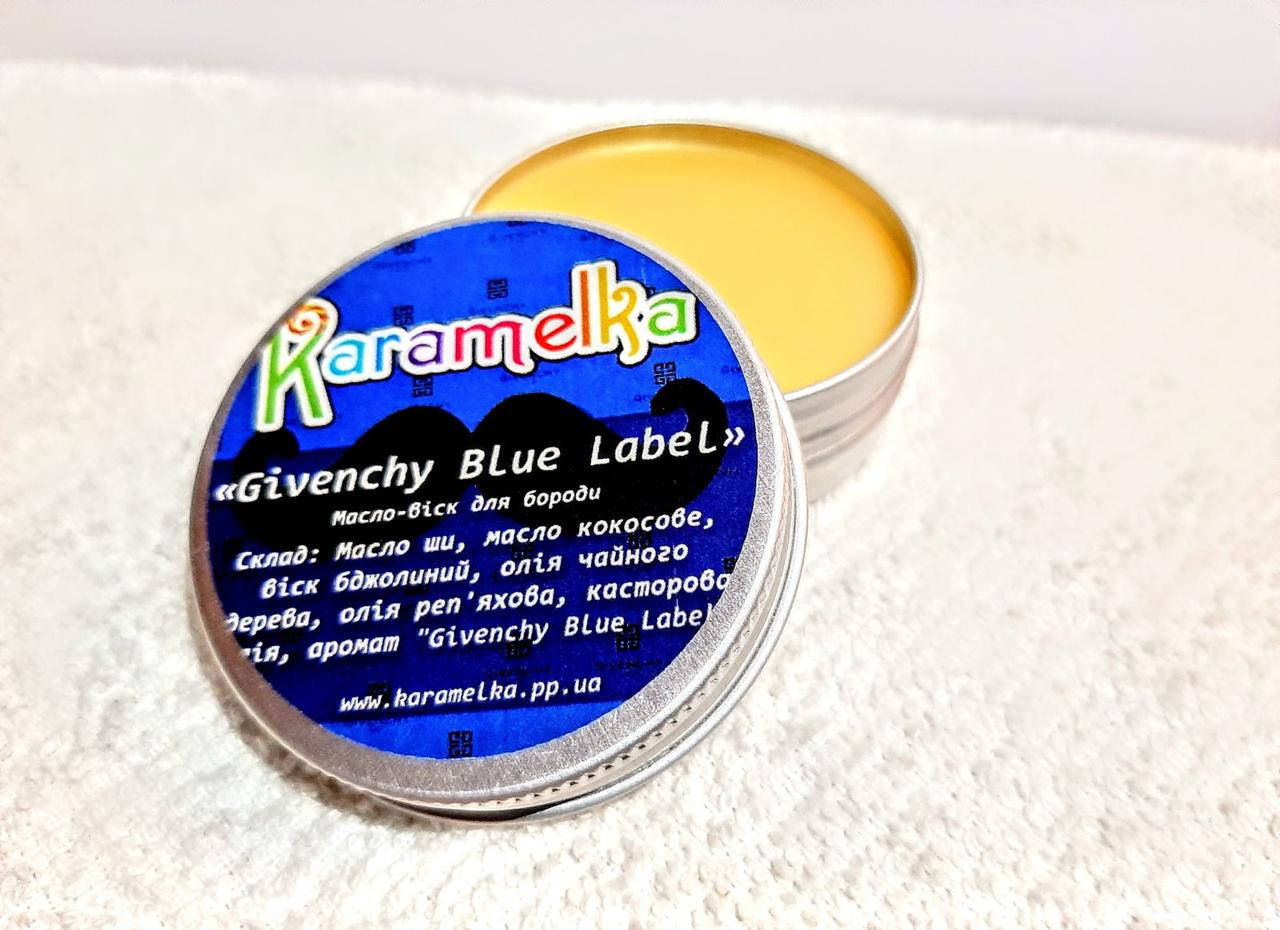 Karamelka
«Givenchy Blue Label»
Масло-віск для бороди
Склад: Масло ши, масло кокосове,
віск бджолиний, олія чайного
дерева, олія реп'яхова, касторова
аромат "Givenchy Blue Label
www.karamelka.pp.ua